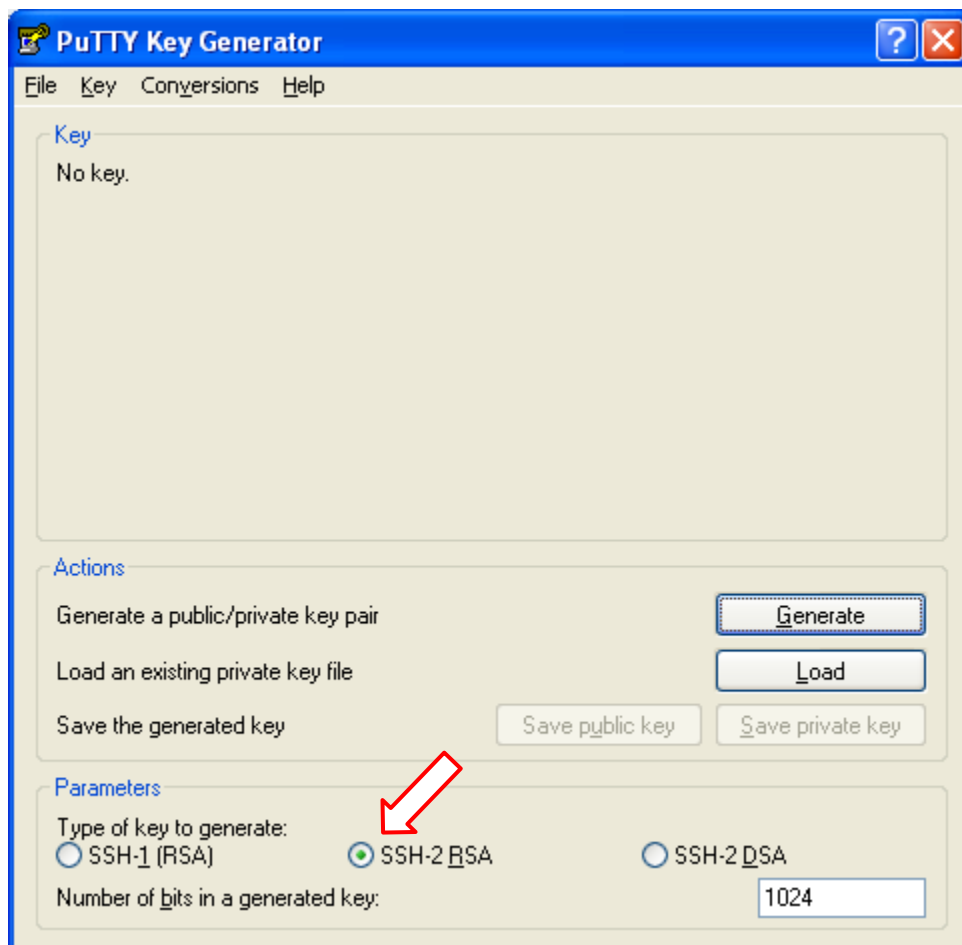 PuTTY Key Generator
File Key Conversions Help
Key
No key.
Actions
Generate a public/private key pair
Generate
Load an existing private key file
Load
Save the generated key
Save public key
Save private key
Parameters
Type of key to generate:
SSH-1 (RSA)
SSH-2 RSA
SSH-2 DSA
Number of bits in a generated key:
1024